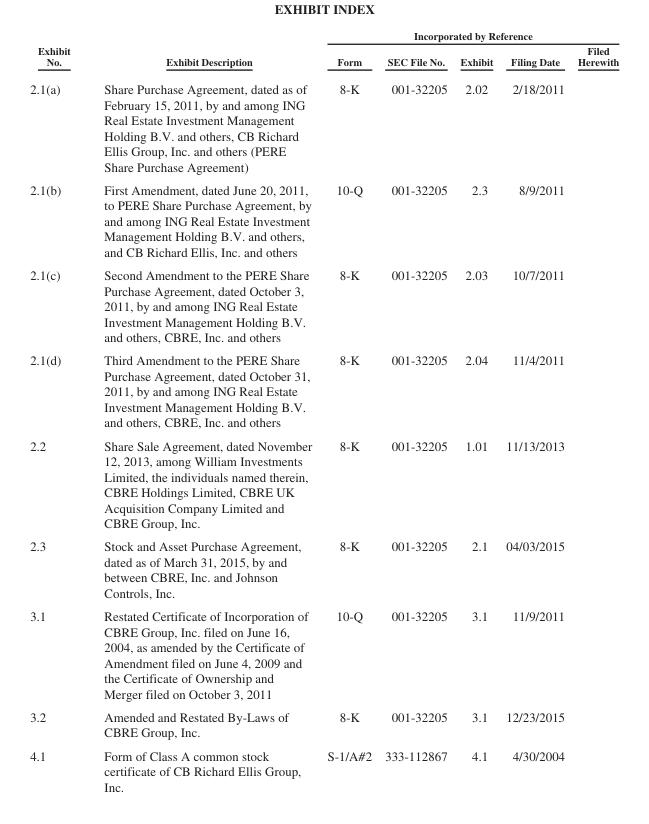 EXHIBIT INDEX
Incorporated by Reference
Exhibit No. Exhibit Description Form SEC File No. Exhibit Filing Date Filed Herewith
2.1(a) Share Purchase Agreement, dated as of 8-K 001-32205 2.02 2/18/2011
February 15, 2011, by and among ING
Real Estate Investment Management
Holding B.V. and others, CB Richard
Ellis Group, Inc. and others (PERE
Share Purchase Agreement)
2.1(b) First Amendment, dated June 20, 2011, 10-Q 001-32205 2.3 8/9/2011
to PERE Share Purchase Agreement, by
and among ING Real Estate Investment
Management Holding B.V. and others,
and CB Richard Ellis, Inc. and others
2.1(c) Second Amendment to the PERE Share 8-K 001-32205 2.03 10/7/2011
Purchase Agreement, dated October 3,
2011, by and among ING Real Estate
Investment Management Holding B.V.
and others, CBRE, Inc. and others
2.1(d) Third Amendment to the PERE Share 8-K 001-32205 2.04 11/4/2011
Purchase Agreement, dated October 31,
2011, by and among ING Real Estate
Investment Management Holding B.V.
and others, CBRE, Inc. and others
2.2 Share Sale Agreement, dated November 8-K 001-32205 1.01 11/13/2013
12, 2013, among William Investments
Limited, the individuals named therein,
CBRE Holdings Limited, CBRE UK
Acquisition Company Limited and
CBRE Group, Inc.
2.3 Stock and Asset Purchase Agreement, 8-K 001-32205 2.1 04/03/2015
dated as of March 31, 2015, by and
between CBRE, Inc. and Johnson
Controls, Inc.
3.1 Restated Certificate of Incorporation of 10-Q 001-32205 3.1 11/9/2011
CBRE Group, Inc. filed on June 16,
2004, as amended by the Certificate of
Amendment filed on June 4, 2009 and
the Certificate of Ownership and
Merger filed on October 3, 2011
3.2 Amended and Restated By-Laws of 8-K 001-32205 3.1 12/23/2015
CBRE Group, Inc.
4.1 Form of Class A common stock S-1/A#2 333-112867 4.1 4/30/2004
certificate of CB Richard Ellis Group,
Inc.